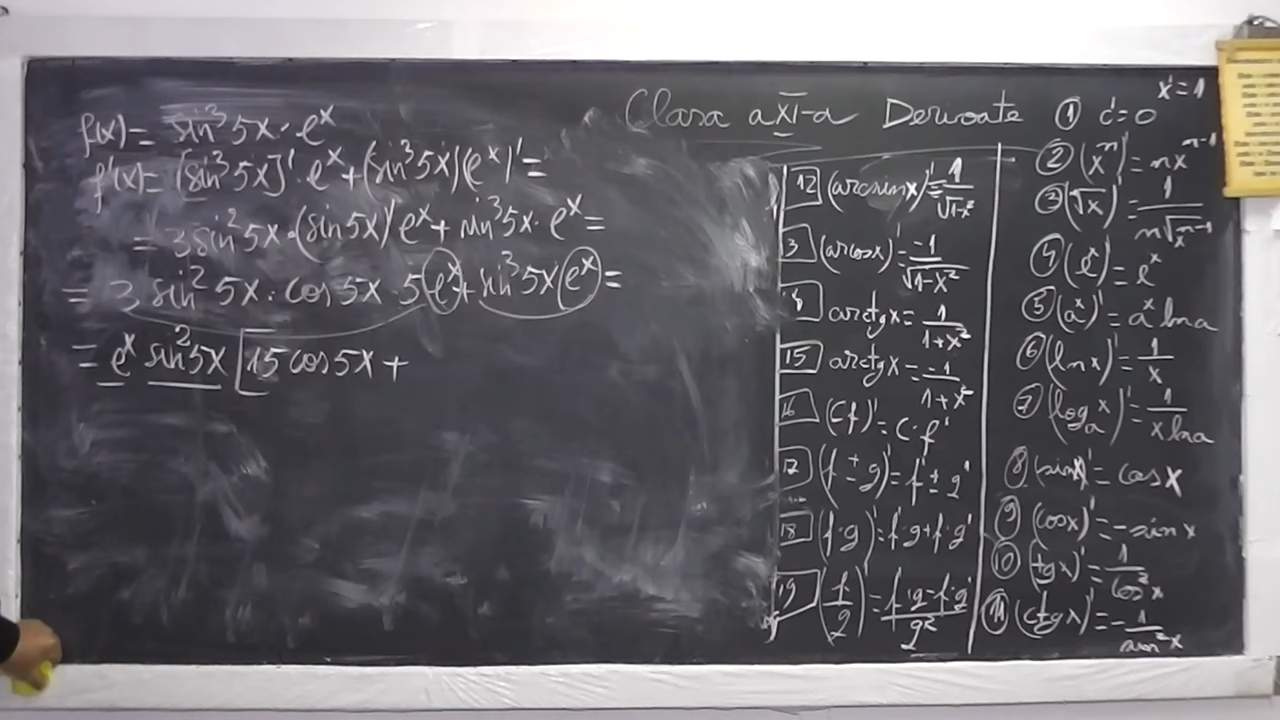 f(x) = sin³5x · eˣ
f'(x) = [sin³5x]' · eˣ + (sin³5x)(eˣ)' =
= 3 sin²5x · (sin5x)' eˣ + sin³5x · eˣ =
= 3 sin²5x · cos5x · 5 eˣ + sin³5x eˣ =
= eˣ sin²5x [15 cos5x +
Clasa a XI-a Derivate
12 (arcsinx)' = 1/√(1-x²)
13 (arcosx)' = -1/√(1-x²)
14 arctgx = 1/(1+x²)
15 arctgx = -1/(1+x²)
16 (cf)' = c·f'
17 (f ± g)' = f' ± g'
18 (f·g)' = f'g + f·g'
19 (f/g)' = (f'·g - f·g')/g²
x' = 1
1 c' = 0
2 (xⁿ)' = nxⁿ⁻¹
3 (ⁿ√x)' = 1/(n ⁿ√xⁿ⁻¹)
4 (eˣ)' = eˣ
5 (aˣ)' = aˣ lna
6 (lnx)' = 1/x
7 (logₐx)' = 1/(x lna)
8 (sinx)' = cosx
9 (cosx)' = -sinx
10 (tgx)' = 1/cos²x
11 (ctgx)' = -1/sin²x